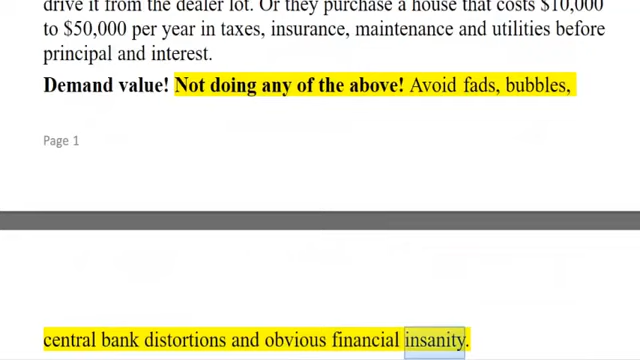 drive it from the dealer lot. Or they purchase a house that costs $10,000
to $50,000 per year in taxes, insurance, maintenance and utilities before
principal and interest.
Demand value! Not doing any of the above! Avoid fads, bubbles,
Page 1
central bank distortions and obvious financial insanity.